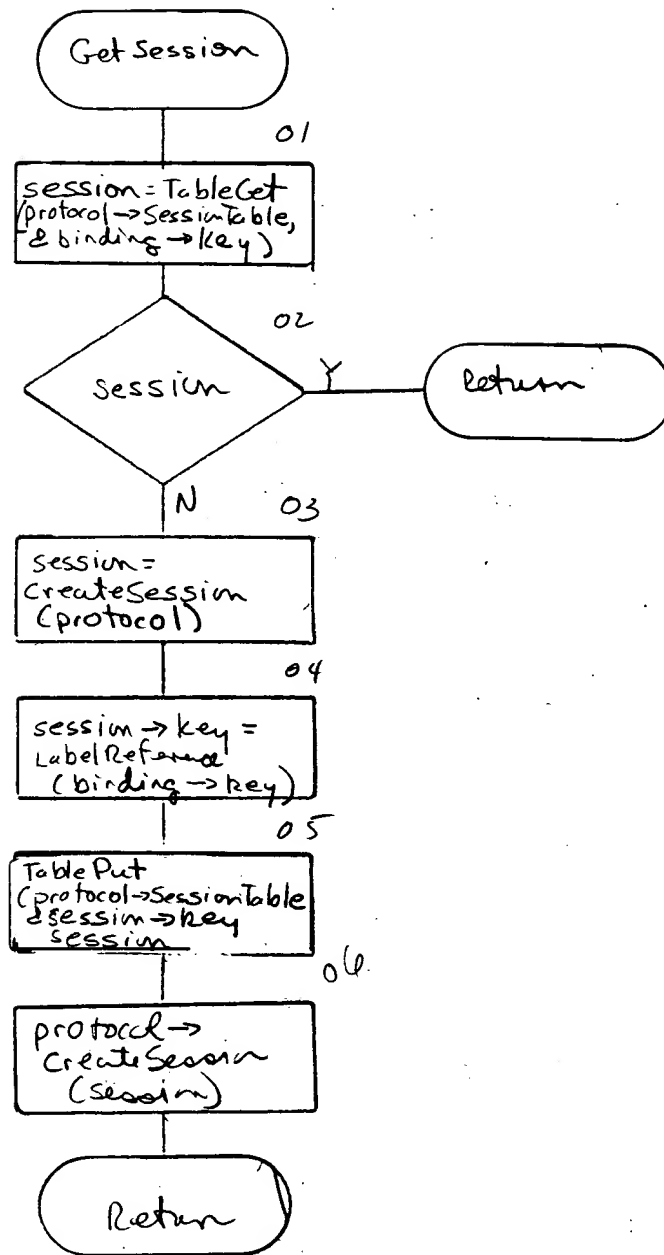 Get Session
01
session = TableGet
(protocol → SessionTable,
& binding → key)
02
session
Y
Return
N
03
session =
createSession
(protocol)
04
session → key =
LabelReference
(binding → key)
05
TablePut
(protocol → SessionTable
& session → key
session
06
protocol →
createSession
(session)
Return